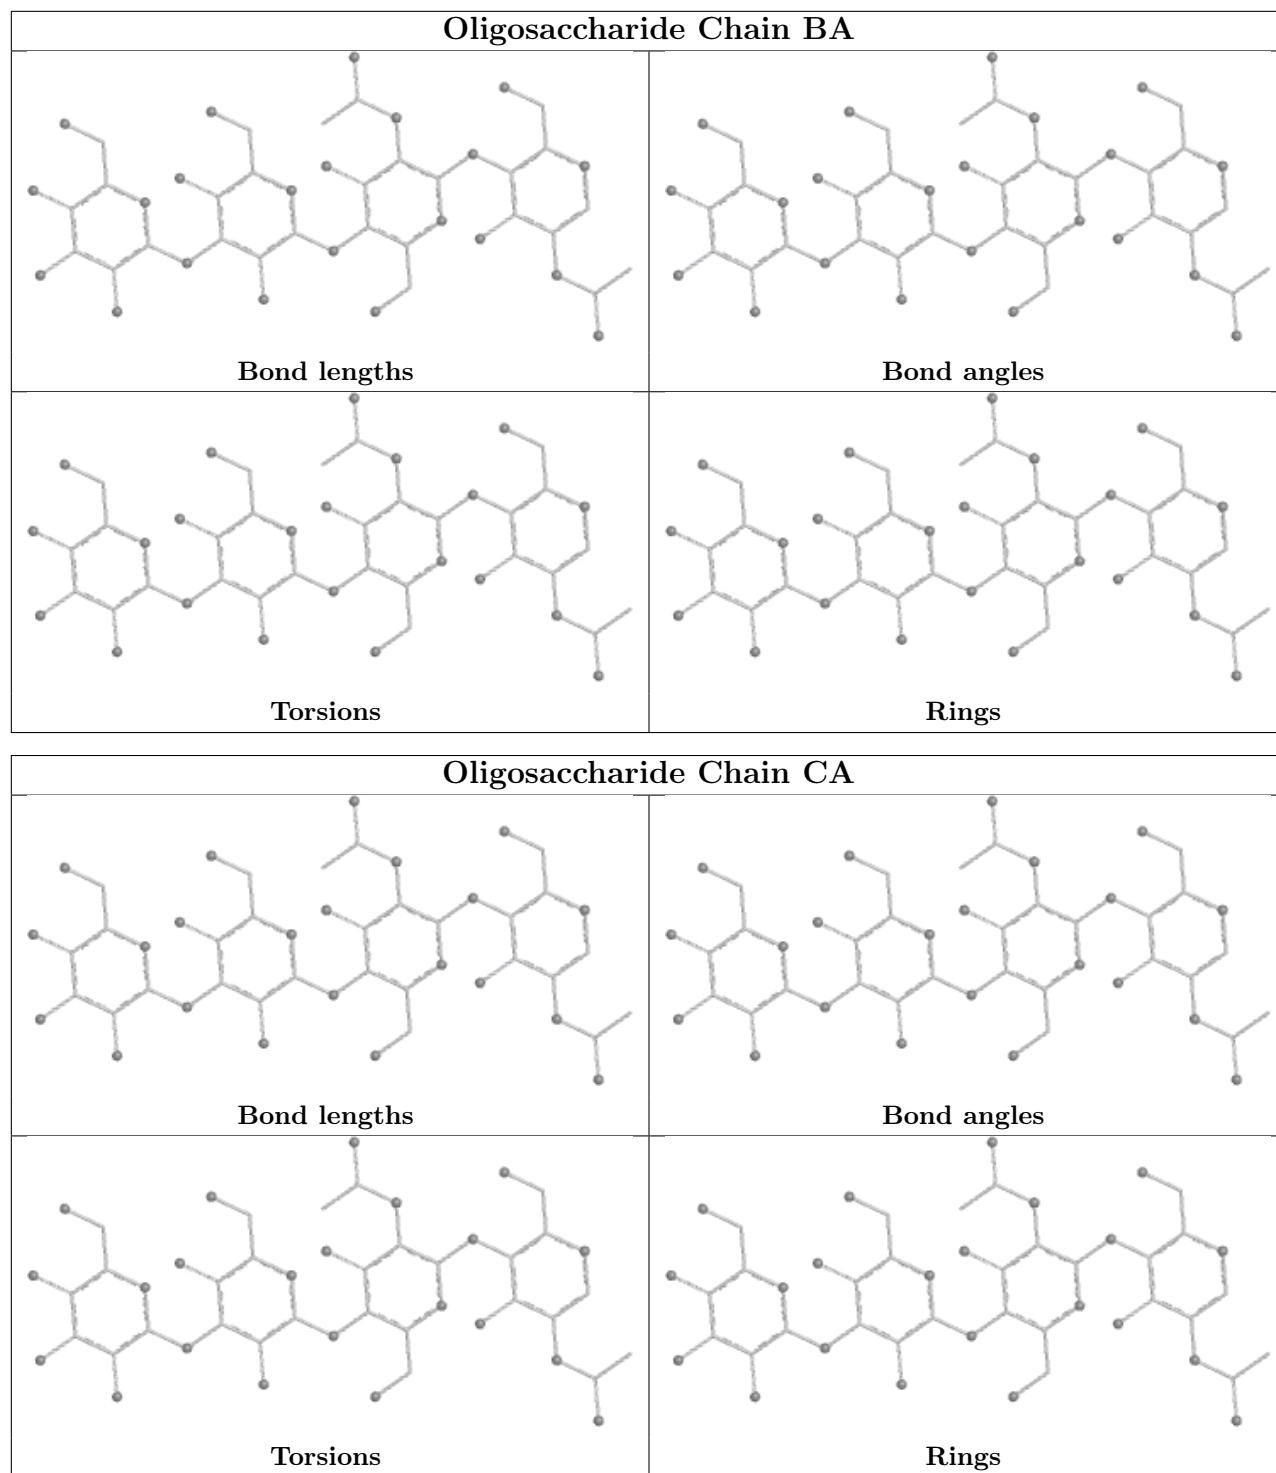 Oligosaccharide Chain BA
Bond lengths
Bond angles
Torsions
Rings
Oligosaccharide Chain CA
Bond lengths
Bond angles
Torsions
Rings